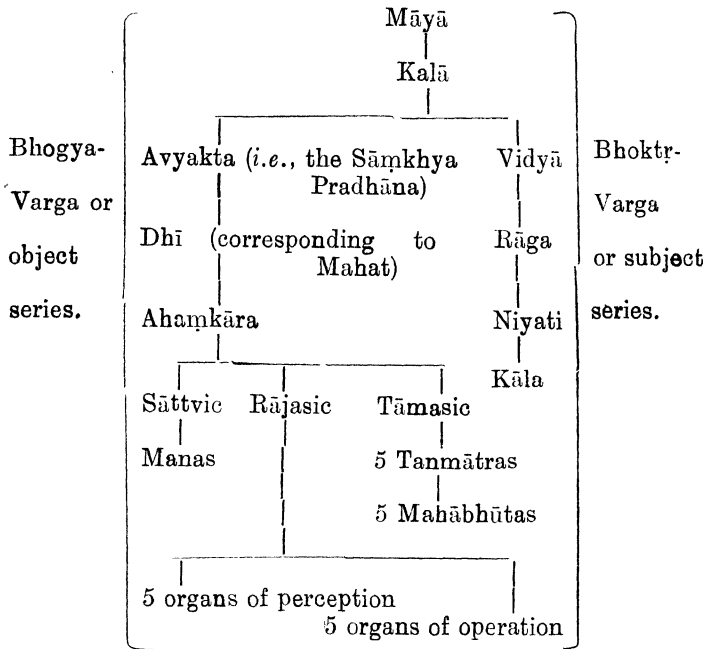 Māyā
Kalā
Bhogya-
Varga or
object
series.
Avyakta (i.e., the Sāṃkhya
Pradhāna)
Vidyā
Bhoktṛ-
Varga
or subject
series.
Dhī (corresponding to
Mahat)
Rāga
Ahaṃkāra
Niyati
Kāla
Sāttvic Rājasic Tāmasic
Manas
5 Tanmātras
5 Mahābhūtas
5 organs of perception
5 organs of operation